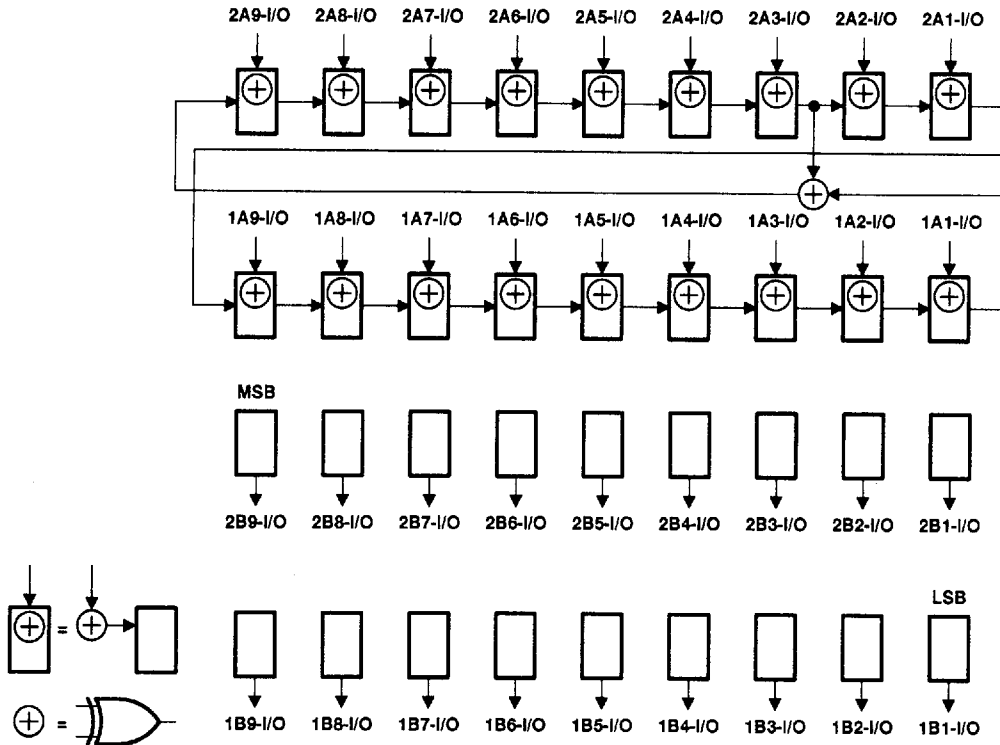 2A9-I/O 2A8-I/O 2A7-I/O 2A6-I/O 2A5-I/O 2A4-I/O 2A3-I/O 2A2-I/O 2A1-I/O
1A9-I/O 1A8-I/O 1A7-I/O 1A6-I/O 1A5-I/O 1A4-I/O 1A3-I/O 1A2-I/O 1A1-I/O
MSB
2B9-I/O 2B8-I/O 2B7-I/O 2B6-I/O 2B5-I/O 2B4-I/O 2B3-I/O 2B2-I/O 2B1-I/O
LSB
=
=
1B9-I/O 1B8-I/O 1B7-I/O 1B6-I/O 1B5-I/O 1B4-I/O 1B3-I/O 1B2-I/O 1B1-I/O